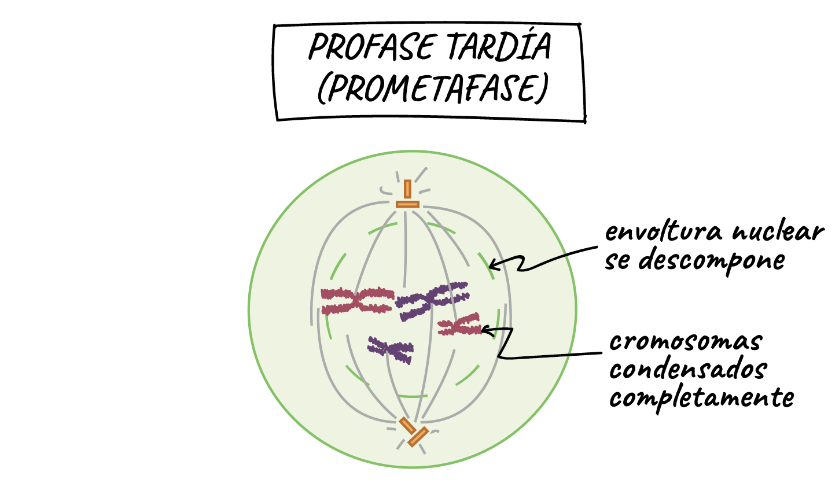 PROFASE TARDÍA
(PROMETAFASE)
envoltura nuclear
se descompone
cromosomas
condensados
completamente